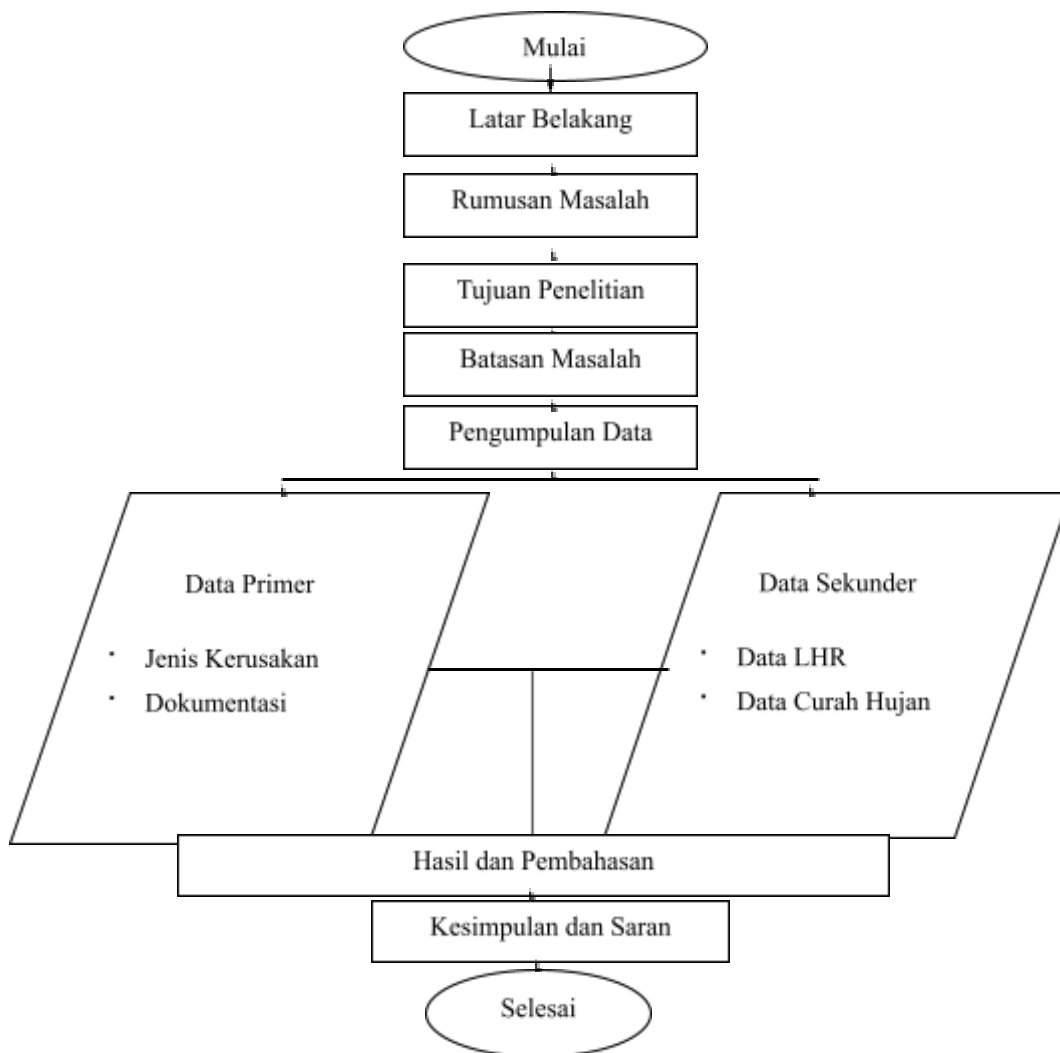 Mulai
Latar Belakang
Rumusan Masalah
Tujuan Penelitian
Batasan Masalah
Pengumpulan Data
Data Primer
· Jenis Kerusakan
· Dokumentasi
Data Sekunder
· Data LHR
· Data Curah Hujan
Hasil dan Pembahasan
Kesimpulan dan Saran
Selesai